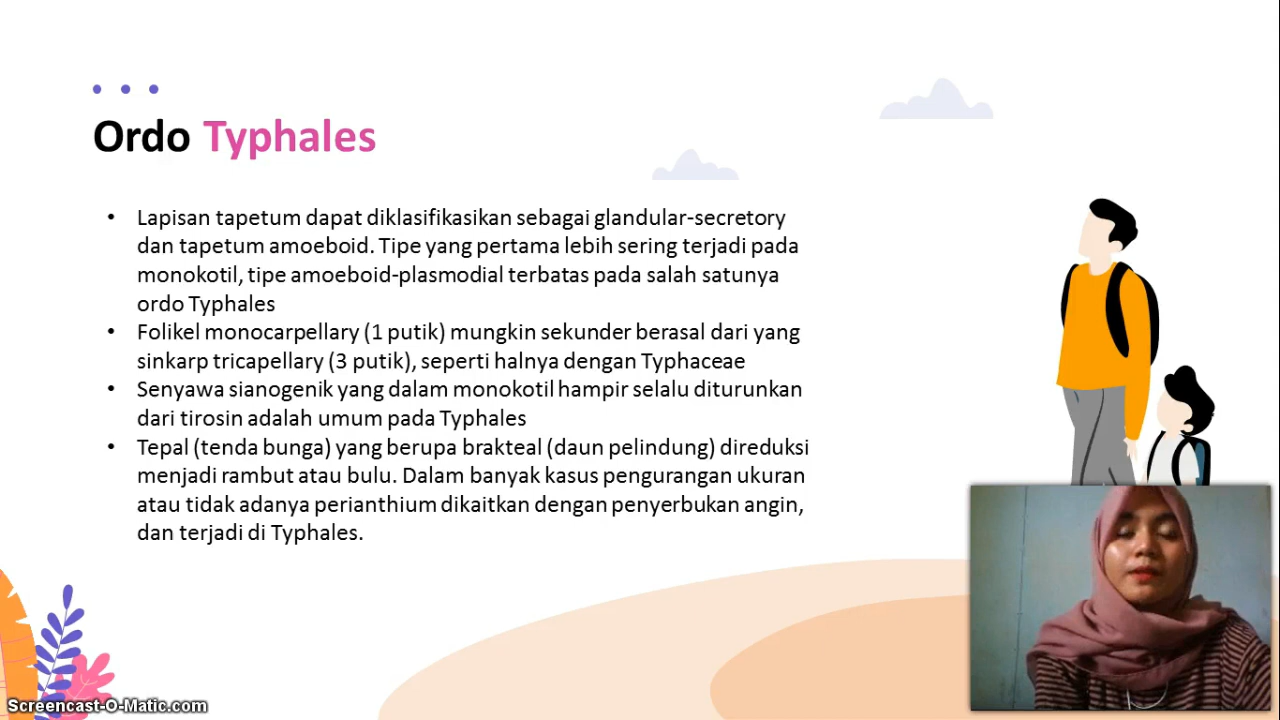 Ordo Typhales
• Lapisan tapetum dapat diklasifikasikan sebagai glandular-secretory
dan tapetum amoeboid. Tipe yang pertama lebih sering terjadi pada
monokotil, tipe amoeboid-plasmodial terbatas pada salah satunya
ordo Typhales
• Folikel monocarpellary (1 putik) mungkin sekunder berasal dari yang
sinkarp tricapellary (3 putik), seperti halnya dengan Typhaceae
• Senyawa sianogenik yang dalam monokotil hampir selalu diturunkan
dari tirosin adalah umum pada Typhales
• Tepal (tenda bunga) yang berupa brakteal (daun pelindung) direduksi
menjadi rambut atau bulu. Dalam banyak kasus pengurangan ukuran
atau tidak adanya perianthium dikaitkan dengan penyerbukan angin,
dan terjadi di Typhales.
Screencast-O-Matic.com